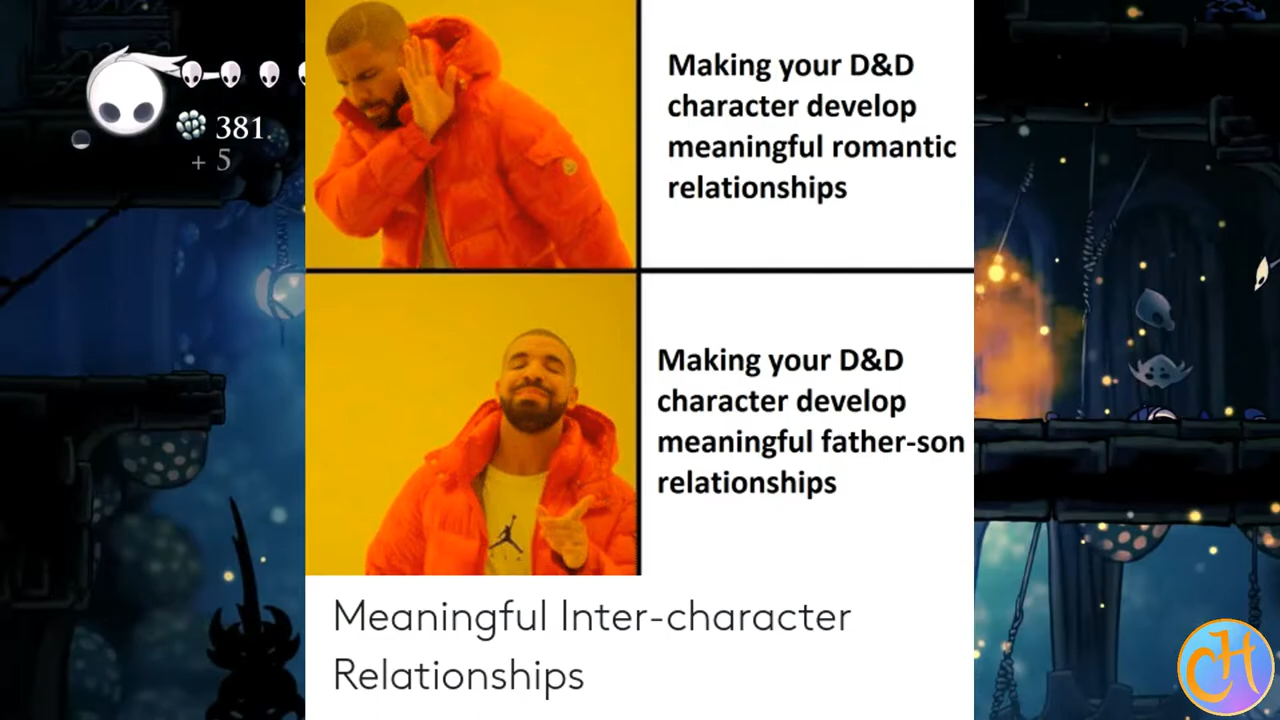 381
+ 5
Making your D&D
character develop
meaningful romantic
relationships
Making your D&D
character develop
meaningful father-son
relationships
Meaningful Inter-character
Relationships
CH